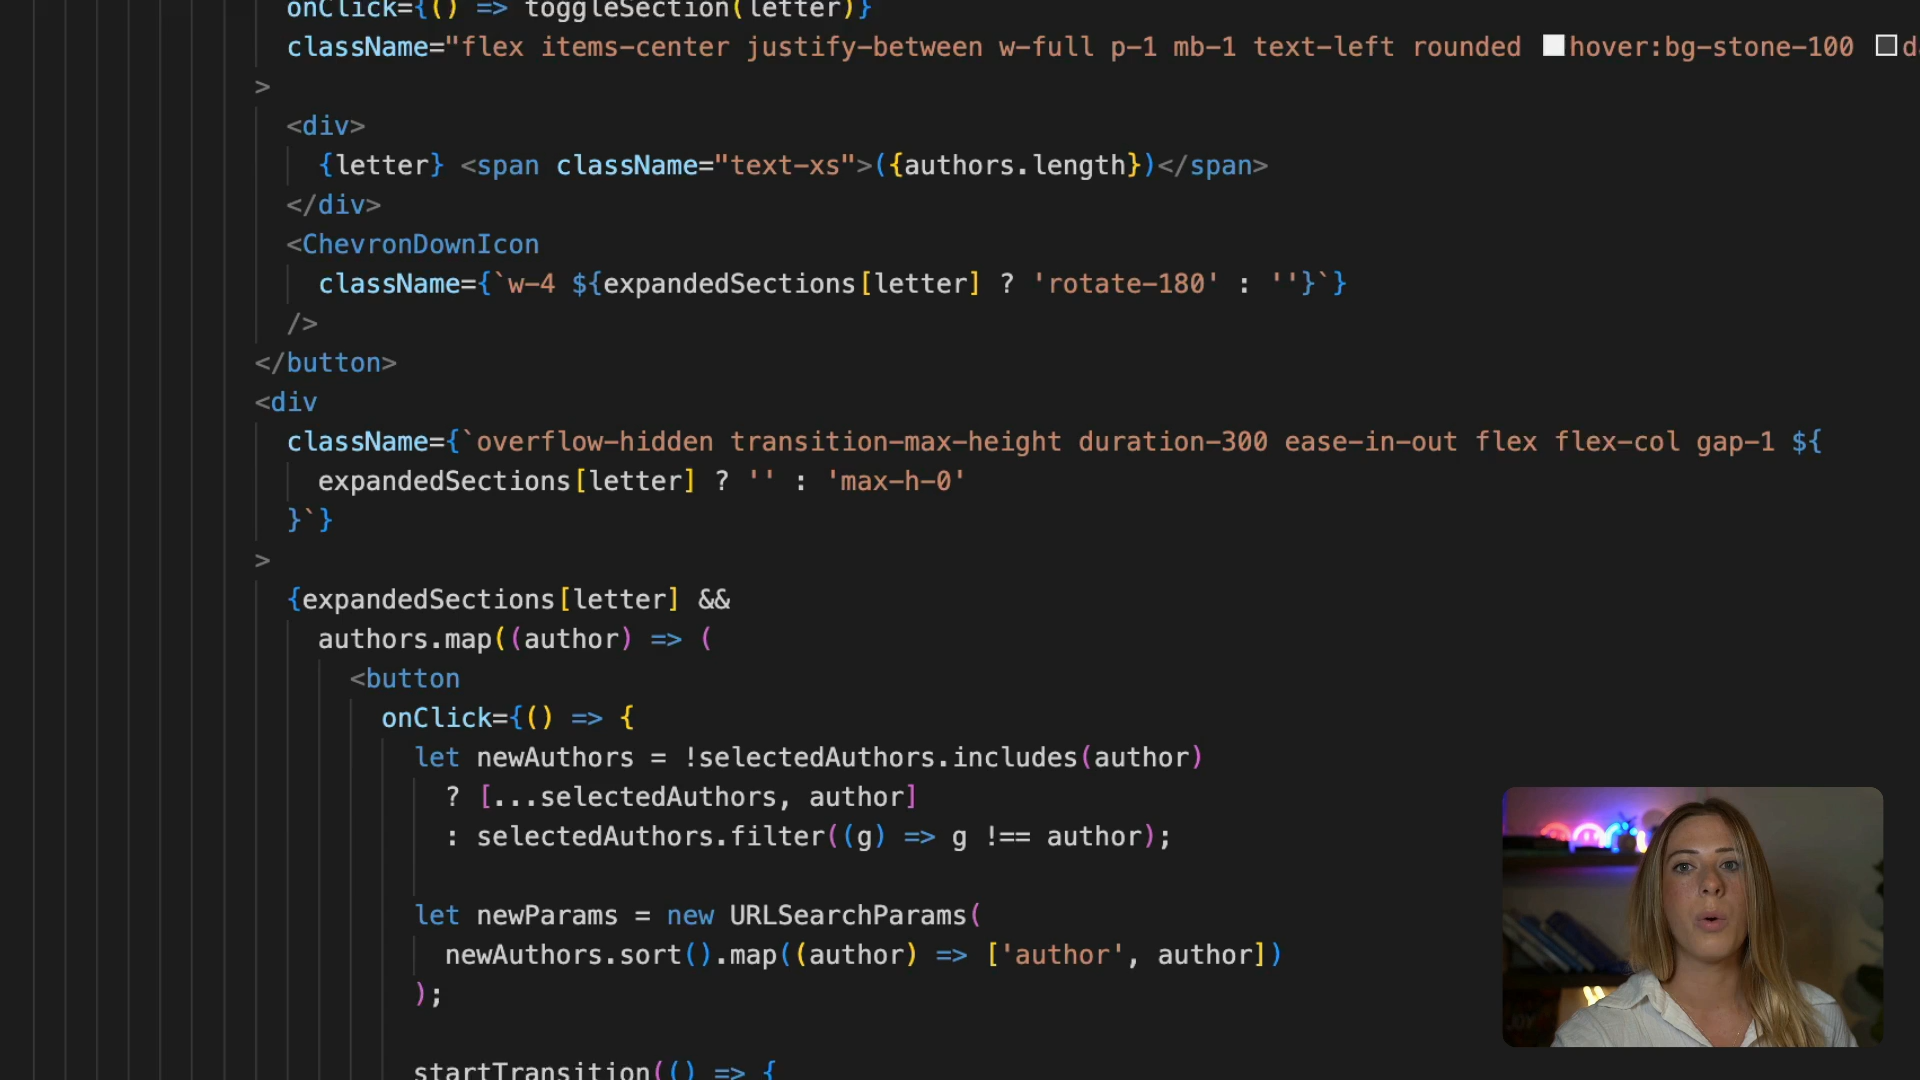 onClick={() => toggleSection(letter)}
className="flex items-center justify-between w-full p-1 mb-1 text-left rounded hover:bg-stone-100 d
>
<div>
{letter} <span className="text-xs">({authors.length})</span>
</div>
<ChevronDownIcon
className={`w-4 ${expandedSections[letter] ? 'rotate-180' : ''}`}
/>
</button>
<div
className={`overflow-hidden transition-max-height duration-300 ease-in-out flex flex-col gap-1 ${
expandedSections[letter] ? '' : 'max-h-0'
}`}
>
{expandedSections[letter] &&
authors.map((author) => (
<button
onClick={() => {
let newAuthors = !selectedAuthors.includes(author)
? [...selectedAuthors, author]
: selectedAuthors.filter((g) => g !== author);
let newParams = new URLSearchParams(
newAuthors.sort().map((author) => ['author', author])
);
startTransition(() => {